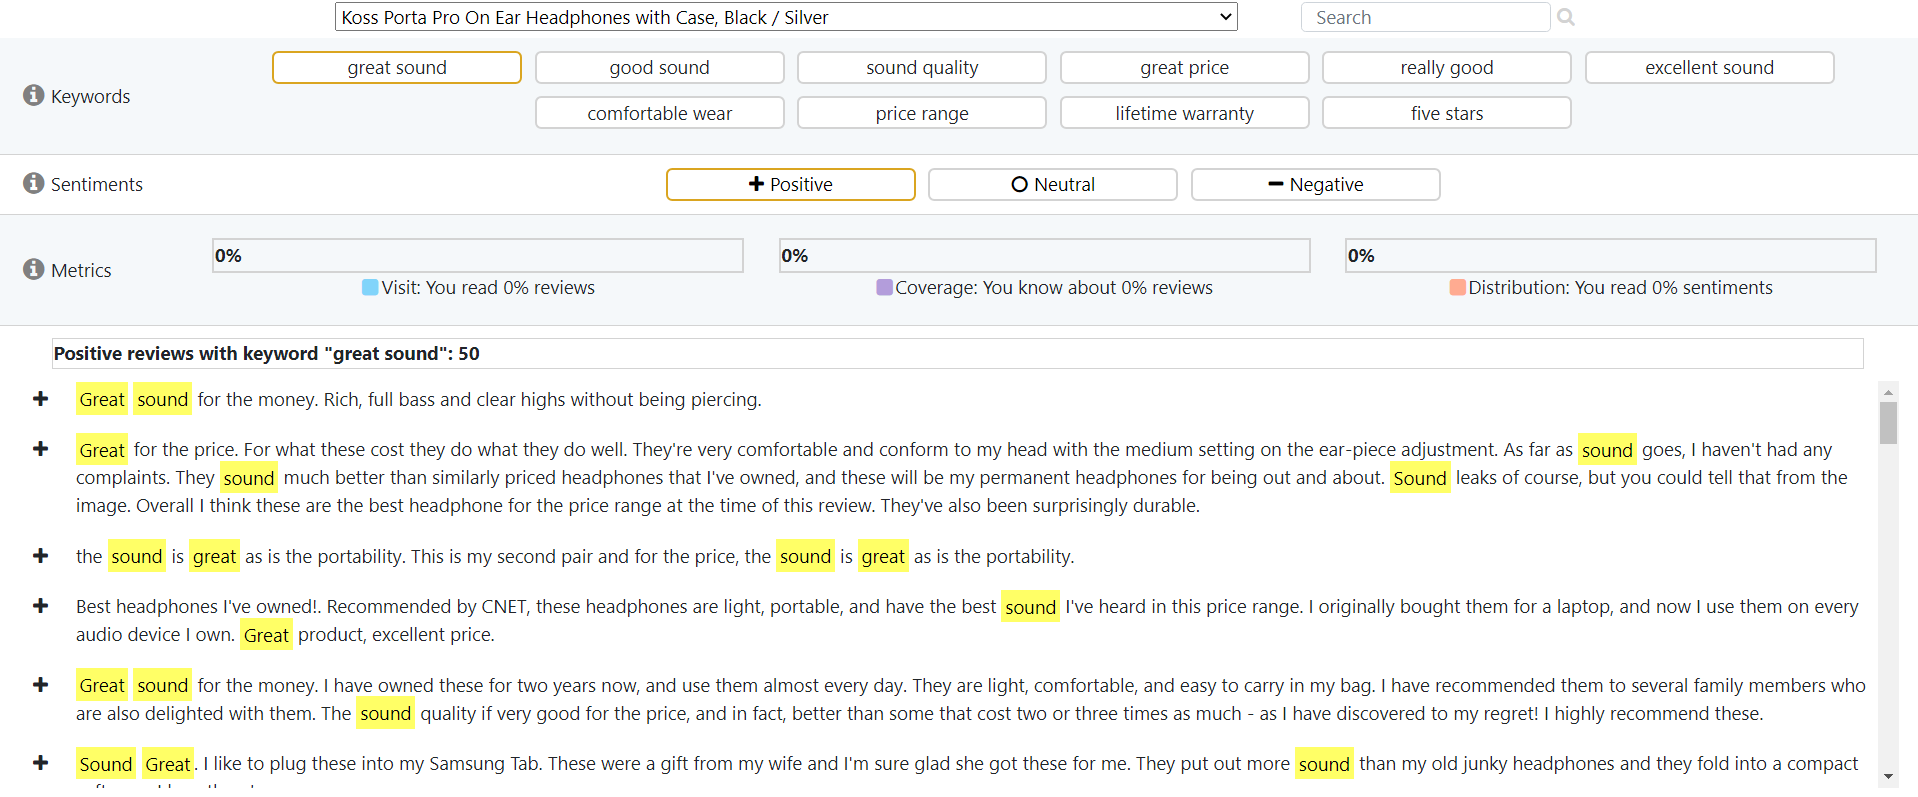 Koss Porta Pro On Ear Headphones with Case, Black / Silver
Search
Keywords
great sound
good sound
sound quality
great price
really good
excellent sound
comfortable wear
price range
lifetime warranty
five stars
Sentiments
Positive
Neutral
Negative
Metrics
0%
0%
0%
Visit: You read 0% reviews
Coverage: You know about 0% reviews
Distribution: You read 0% sentiments
Positive reviews with keyword "great sound": 50
Great sound for the money. Rich, full bass and clear highs without being piercing.
Great for the price. For what these cost they do what they do well. They're very comfortable and conform to my head with the medium setting on the ear-piece adjustment. As far as sound goes, I haven't had any
complaints. They sound much better than similarly priced headphones that I've owned, and these will be my permanent headphones for being out and about. Sound leaks of course, but you could tell that from the
image. Overall I think these are the best headphone for the price range at the time of this review. They've also been surprisingly durable.
the sound is great as is the portability. This is my second pair and for the price, the sound is great as is the portability.
Best headphones I've owned!. Recommended by CNET, these headphones are light, portable, and have the best sound I've heard in this price range. I originally bought them for a laptop, and now I use them on every
audio device I own. Great product, excellent price.
Great sound for the money. I have owned these for two years now, and use them almost every day. They are light, comfortable, and easy to carry in my bag. I have recommended them to several family members who
are also delighted with them. The sound quality if very good for the price, and in fact, better than some that cost two or three times as much - as I have discovered to my regret! I highly recommend these.
Sound Great. I like to plug these into my Samsung Tab. These were a gift from my wife and I'm sure glad she got these for me. They put out more sound than my old junky headphones and they fold into a compact